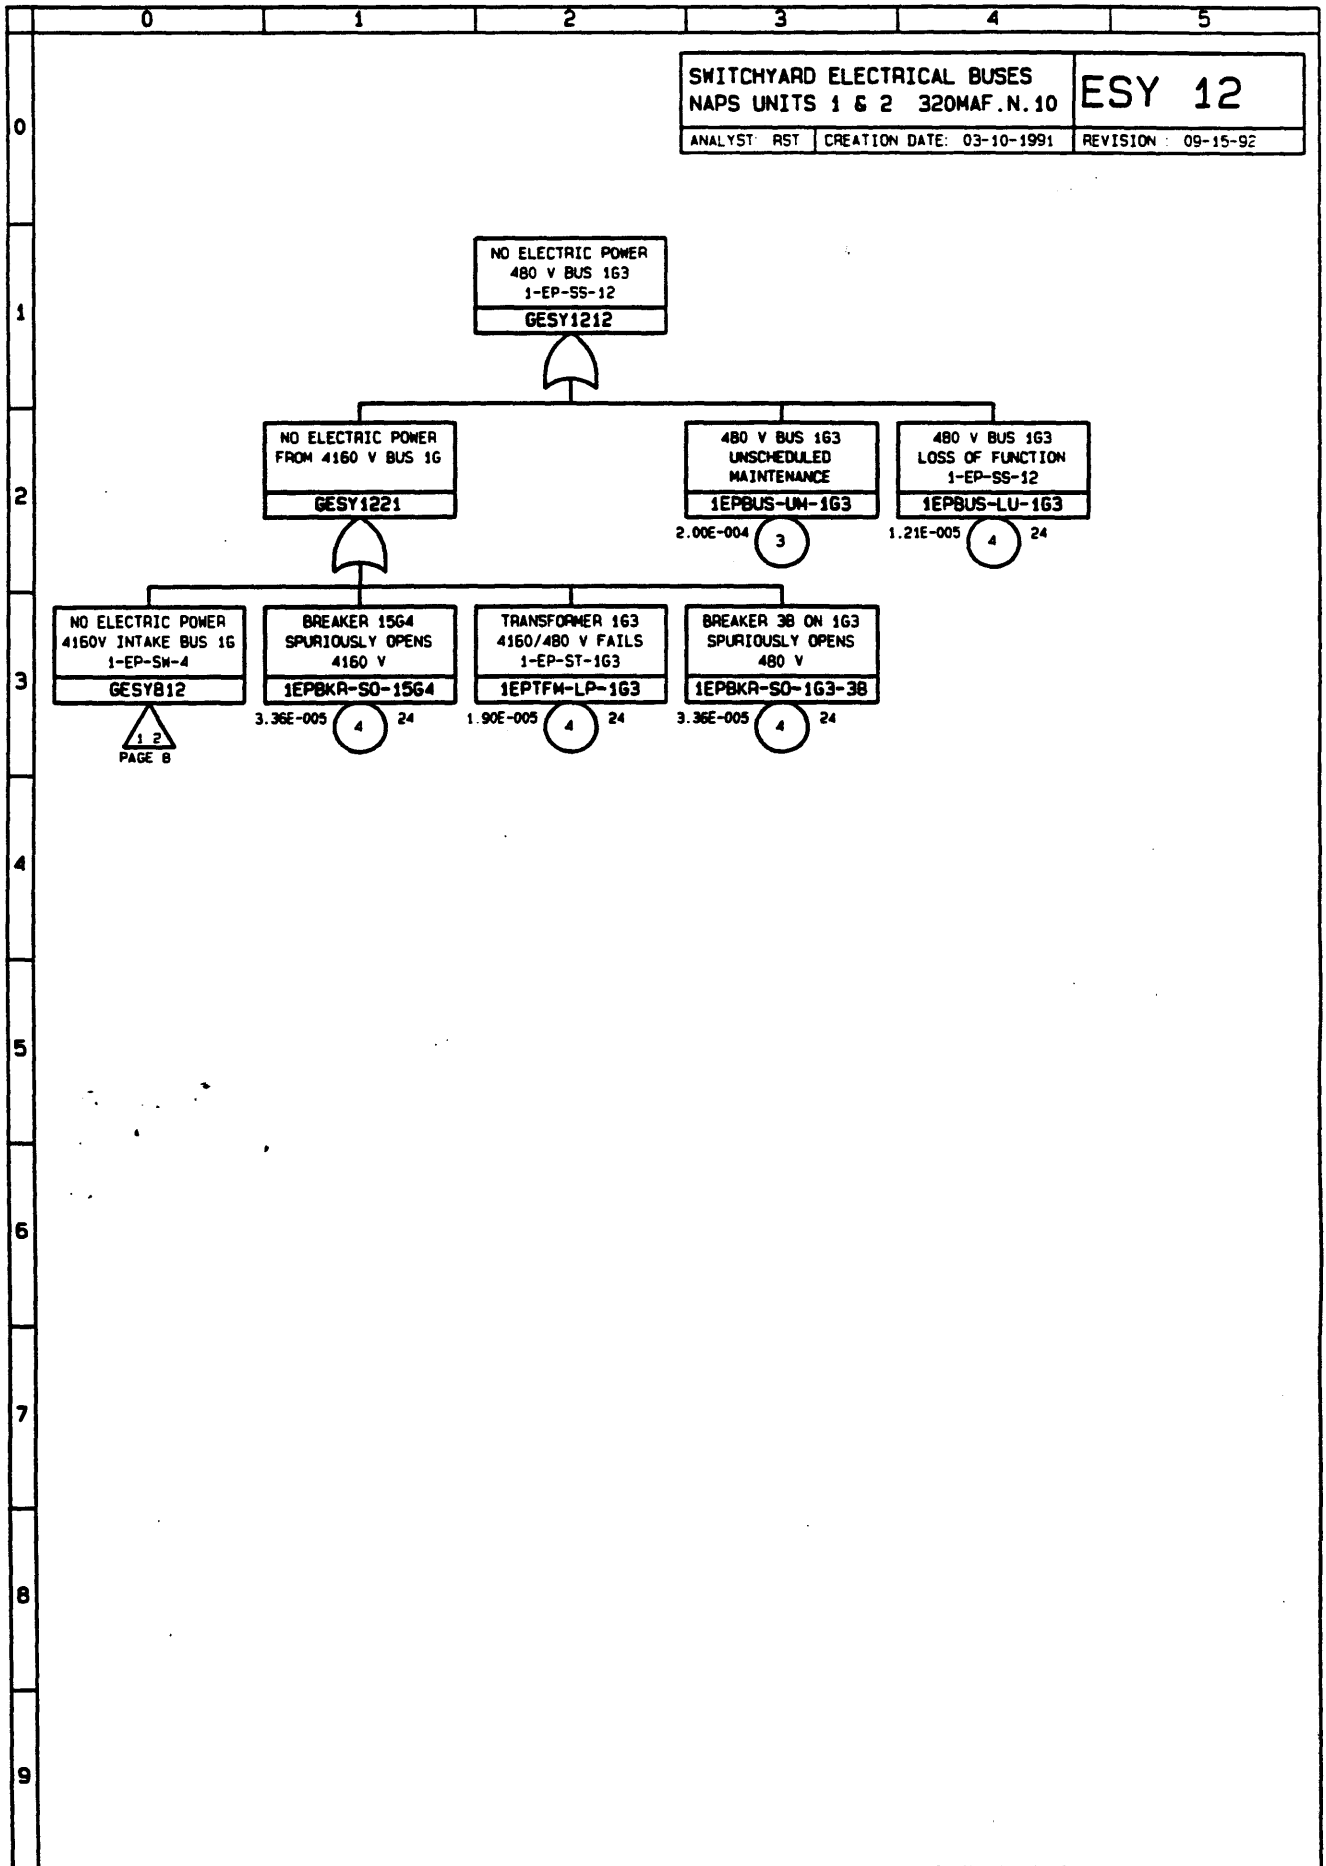 0 1 2 3 4 5
SWITCHYARD ELECTRICAL BUSES
NAPS UNITS 1 & 2 320MAF.N.10
ESY 12
ANALYST: RST CREATION DATE: 03-10-1991 REVISION : 09-15-92
0
1
2
3
4
5
6
7
8
9
NO ELECTRIC POWER
480 V BUS 1G3
1-EP-SS-12
GESY1212
NO ELECTRIC POWER
FROM 4160 V BUS 1G
GESY1221
480 V BUS 1G3
UNSCHEDULED
MAINTENANCE
1EPBUS-UM-1G3
2.00E-004 3
480 V BUS 1G3
LOSS OF FUNCTION
1-EP-SS-12
1EPBUS-LU-1G3
1.21E-005 4 24
NO ELECTRIC POWER
4160V INTAKE BUS 1G
1-EP-SW-4
GESY812
1 2
PAGE 8
BREAKER 15G4
SPURIOUSLY OPENS
4160 V
1EPBKR-SO-15G4
3.36E-005 4 24
TRANSFORMER 1G3
4160/480 V FAILS
1-EP-ST-1G3
1EPTFM-LP-1G3
1.90E-005 4 24
BREAKER 3B ON 1G3
SPURIOUSLY OPENS
480 V
1EPBKR-SO-1G3-3B
3.36E-005 4 24